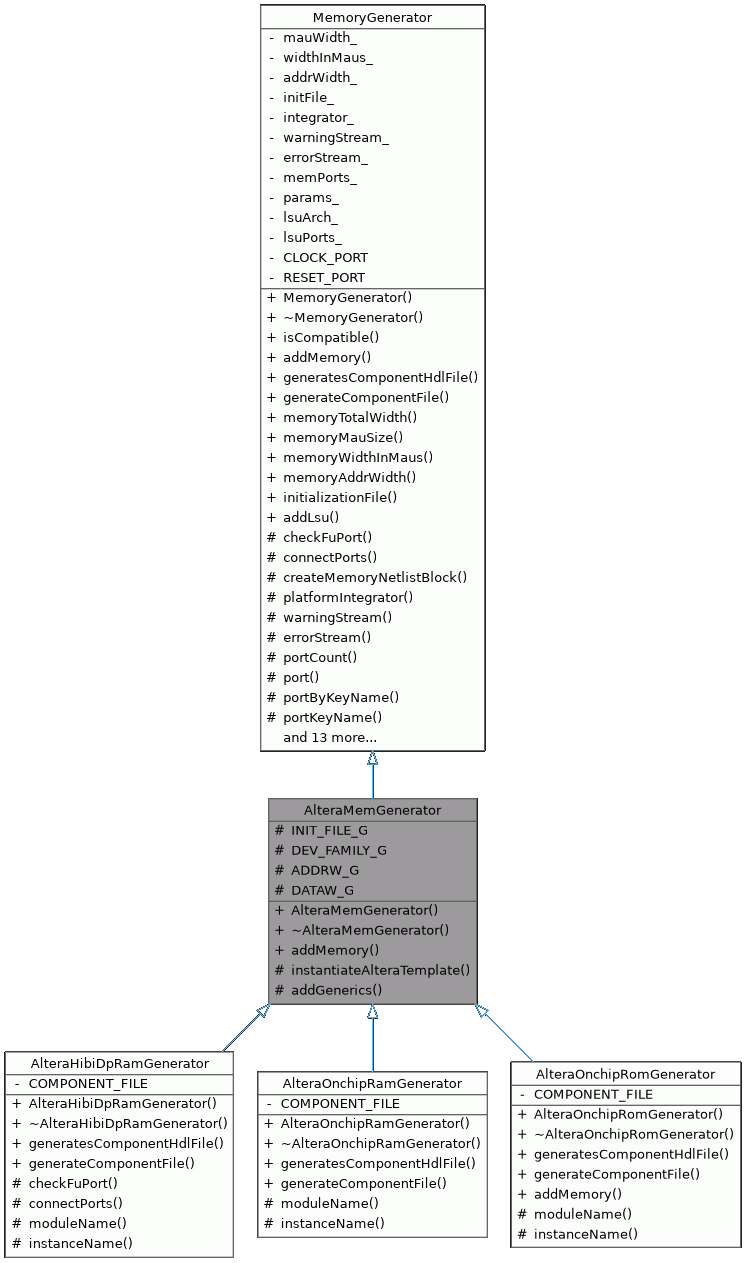 MemoryGenerator
- mauWidth_
- widthInMaus_
- addrWidth_
- initFile_
- integrator_
- warningStream_
- errorStream_
- memPorts_
- params_
- lsuArch_
- lsuPorts_
- CLOCK_PORT
- RESET_PORT
+ MemoryGenerator()
+ ~MemoryGenerator()
+ isCompatible()
+ addMemory()
+ generatesComponentHdlFile()
+ generateComponentFile()
+ memoryTotalWidth()
+ memoryMauSize()
+ memoryWidthInMaus()
+ memoryAddrWidth()
+ initializationFile()
+ addLsu()
# checkFuPort()
# connectPorts()
# createMemoryNetlistBlock()
# platformIntegrator()
# warningStream()
# errorStream()
# portCount()
# port()
# portByKeyName()
# portKeyName()
and 13 more...
AlteraMemGenerator
# INIT_FILE_G
# DEV_FAMILY_G
# ADDRW_G
# DATAW_G
+ AlteraMemGenerator()
+ ~AlteraMemGenerator()
+ addMemory()
# instantiateAlteraTemplate()
# addGenerics()
AlteraHibiDpRamGenerator
- COMPONENT_FILE
+ AlteraHibiDpRamGenerator()
+ ~AlteraHibiDpRamGenerator()
+ generatesComponentHdlFile()
+ generateComponentFile()
# checkFuPort()
# connectPorts()
# moduleName()
# instanceName()
AlteraOnchipRamGenerator
- COMPONENT_FILE
+ AlteraOnchipRamGenerator()
+ ~AlteraOnchipRamGenerator()
+ generatesComponentHdlFile()
+ generateComponentFile()
# moduleName()
# instanceName()
AlteraOnchipRomGenerator
- COMPONENT_FILE
+ AlteraOnchipRomGenerator()
+ ~AlteraOnchipRomGenerator()
+ generatesComponentHdlFile()
+ generateComponentFile()
+ addMemory()
# moduleName()
# instanceName()